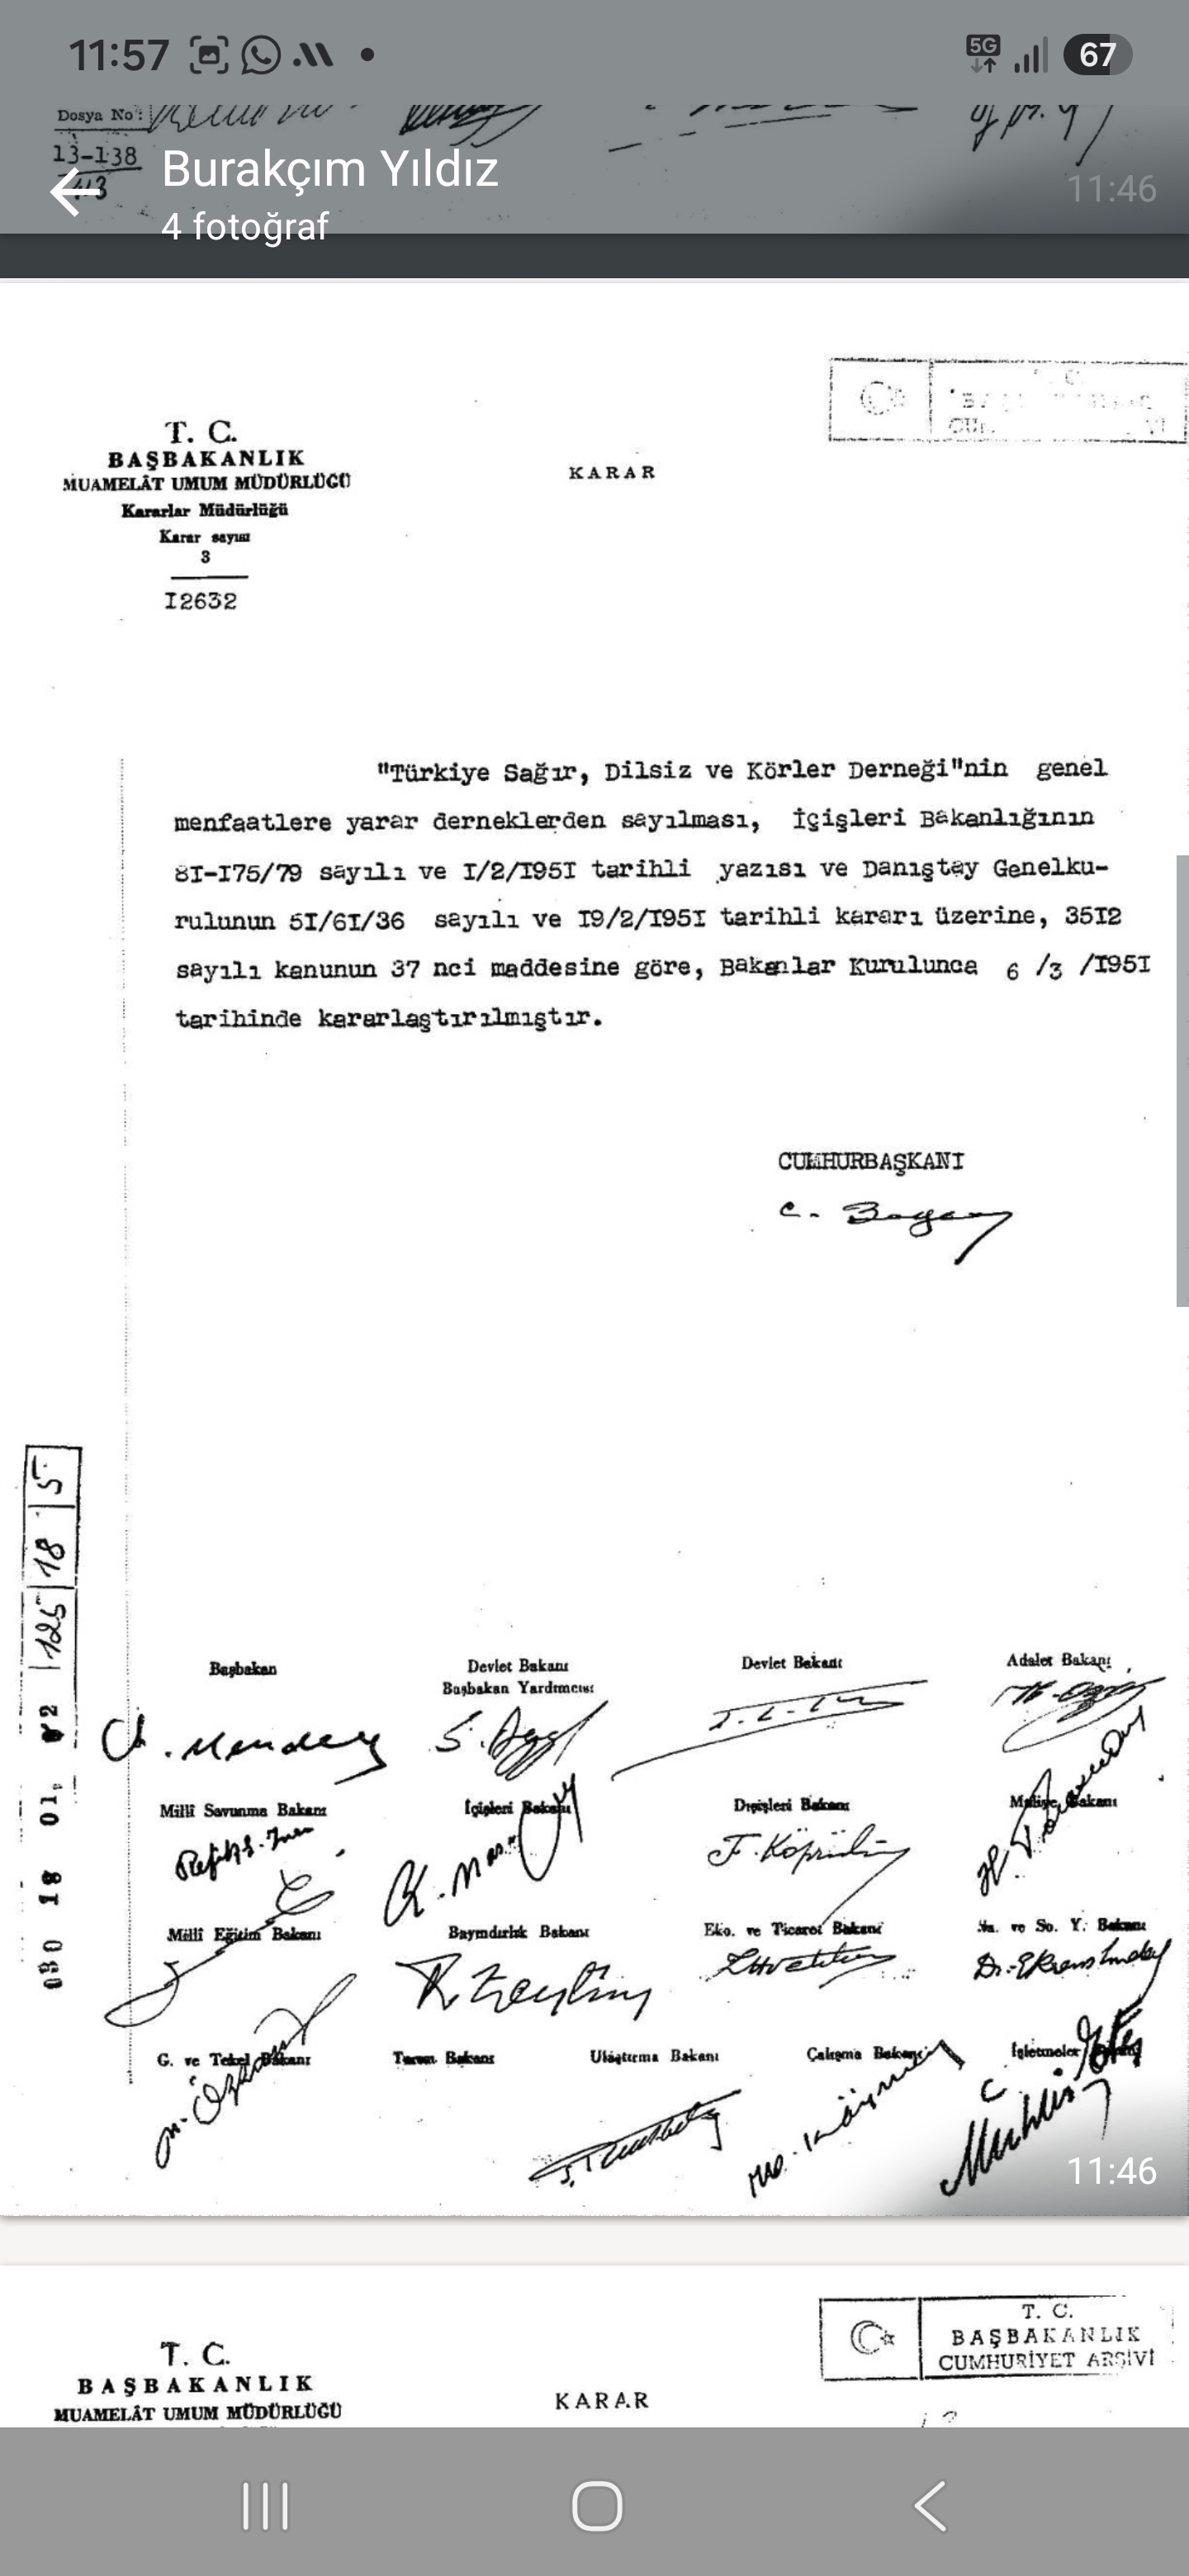 11:57
5G
67
Dosya No:
13-138
Burakçım Yıldız
4 fotoğraf
11:46
T. C.
BAŞBAKANLIK
MUAMELÂT UMUM MÜDÜRLÜĞÜ
Kararlar Müdürlüğü
Karar sayısı
3
I2632
KARAR
"Türkiye Sağır, Dilsiz ve Körler Derneği"nin genel
menfaatlere yarar derneklerden sayılması, İçişleri Bakanlığının
8I-I75/79 sayılı ve I/2/I95I tarihli yazısı ve Danıştay Genelku-
rulunun 5I/6I/36 sayılı ve I9/2/I95I tarihli kararı üzerine, 35I2
sayılı kanunun 37 nci maddesine göre, Bakanlar Kurulunca 6 /3 /I95I
tarihinde kararlaştırılmıştır.
CUMHURBAŞKANI
C. Bayar
030 18 01 02 125 18 5
Başbakan
Devlet Bakanı
Başbakan Yardımcısı
Devlet Bakanı
Adalet Bakanı
Millî Savunma Bakanı
İçişleri Bakanı
Dışişleri Bakanı
Maliye Bakanı
F. Köprülü
Millî Eğitim Bakanı
Bayındırlık Bakanı
Eko. ve Ticaret Bakanı
Sa. ve So. Y. Bakanı
G. ve Tekel Bakanı
Tarım Bakanı
Ulaştırma Bakanı
Çalışma Bakanı
İşletmeler
11:46
T. C.
BAŞBAKANLIK
MUAMELÂT UMUM MÜDÜRLÜĞÜ
KARAR
T. C.
BAŞBAKANLIK
CUMHURİYET ARŞİVİ